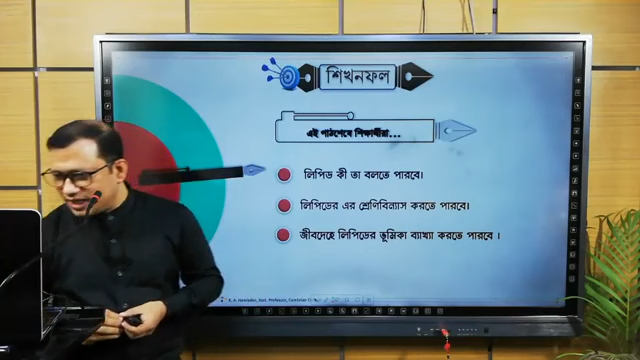 শিখনফল
এই পাঠশেষে শিক্ষার্থীরা...
লিপিড কী তা বলতে পারবে।
লিপিডের এর শ্রেণিবিন্যাস করতে পারবে।
জীবদেহে লিপিডের ভূমিকা ব্যাখ্যা করতে পারবে ।